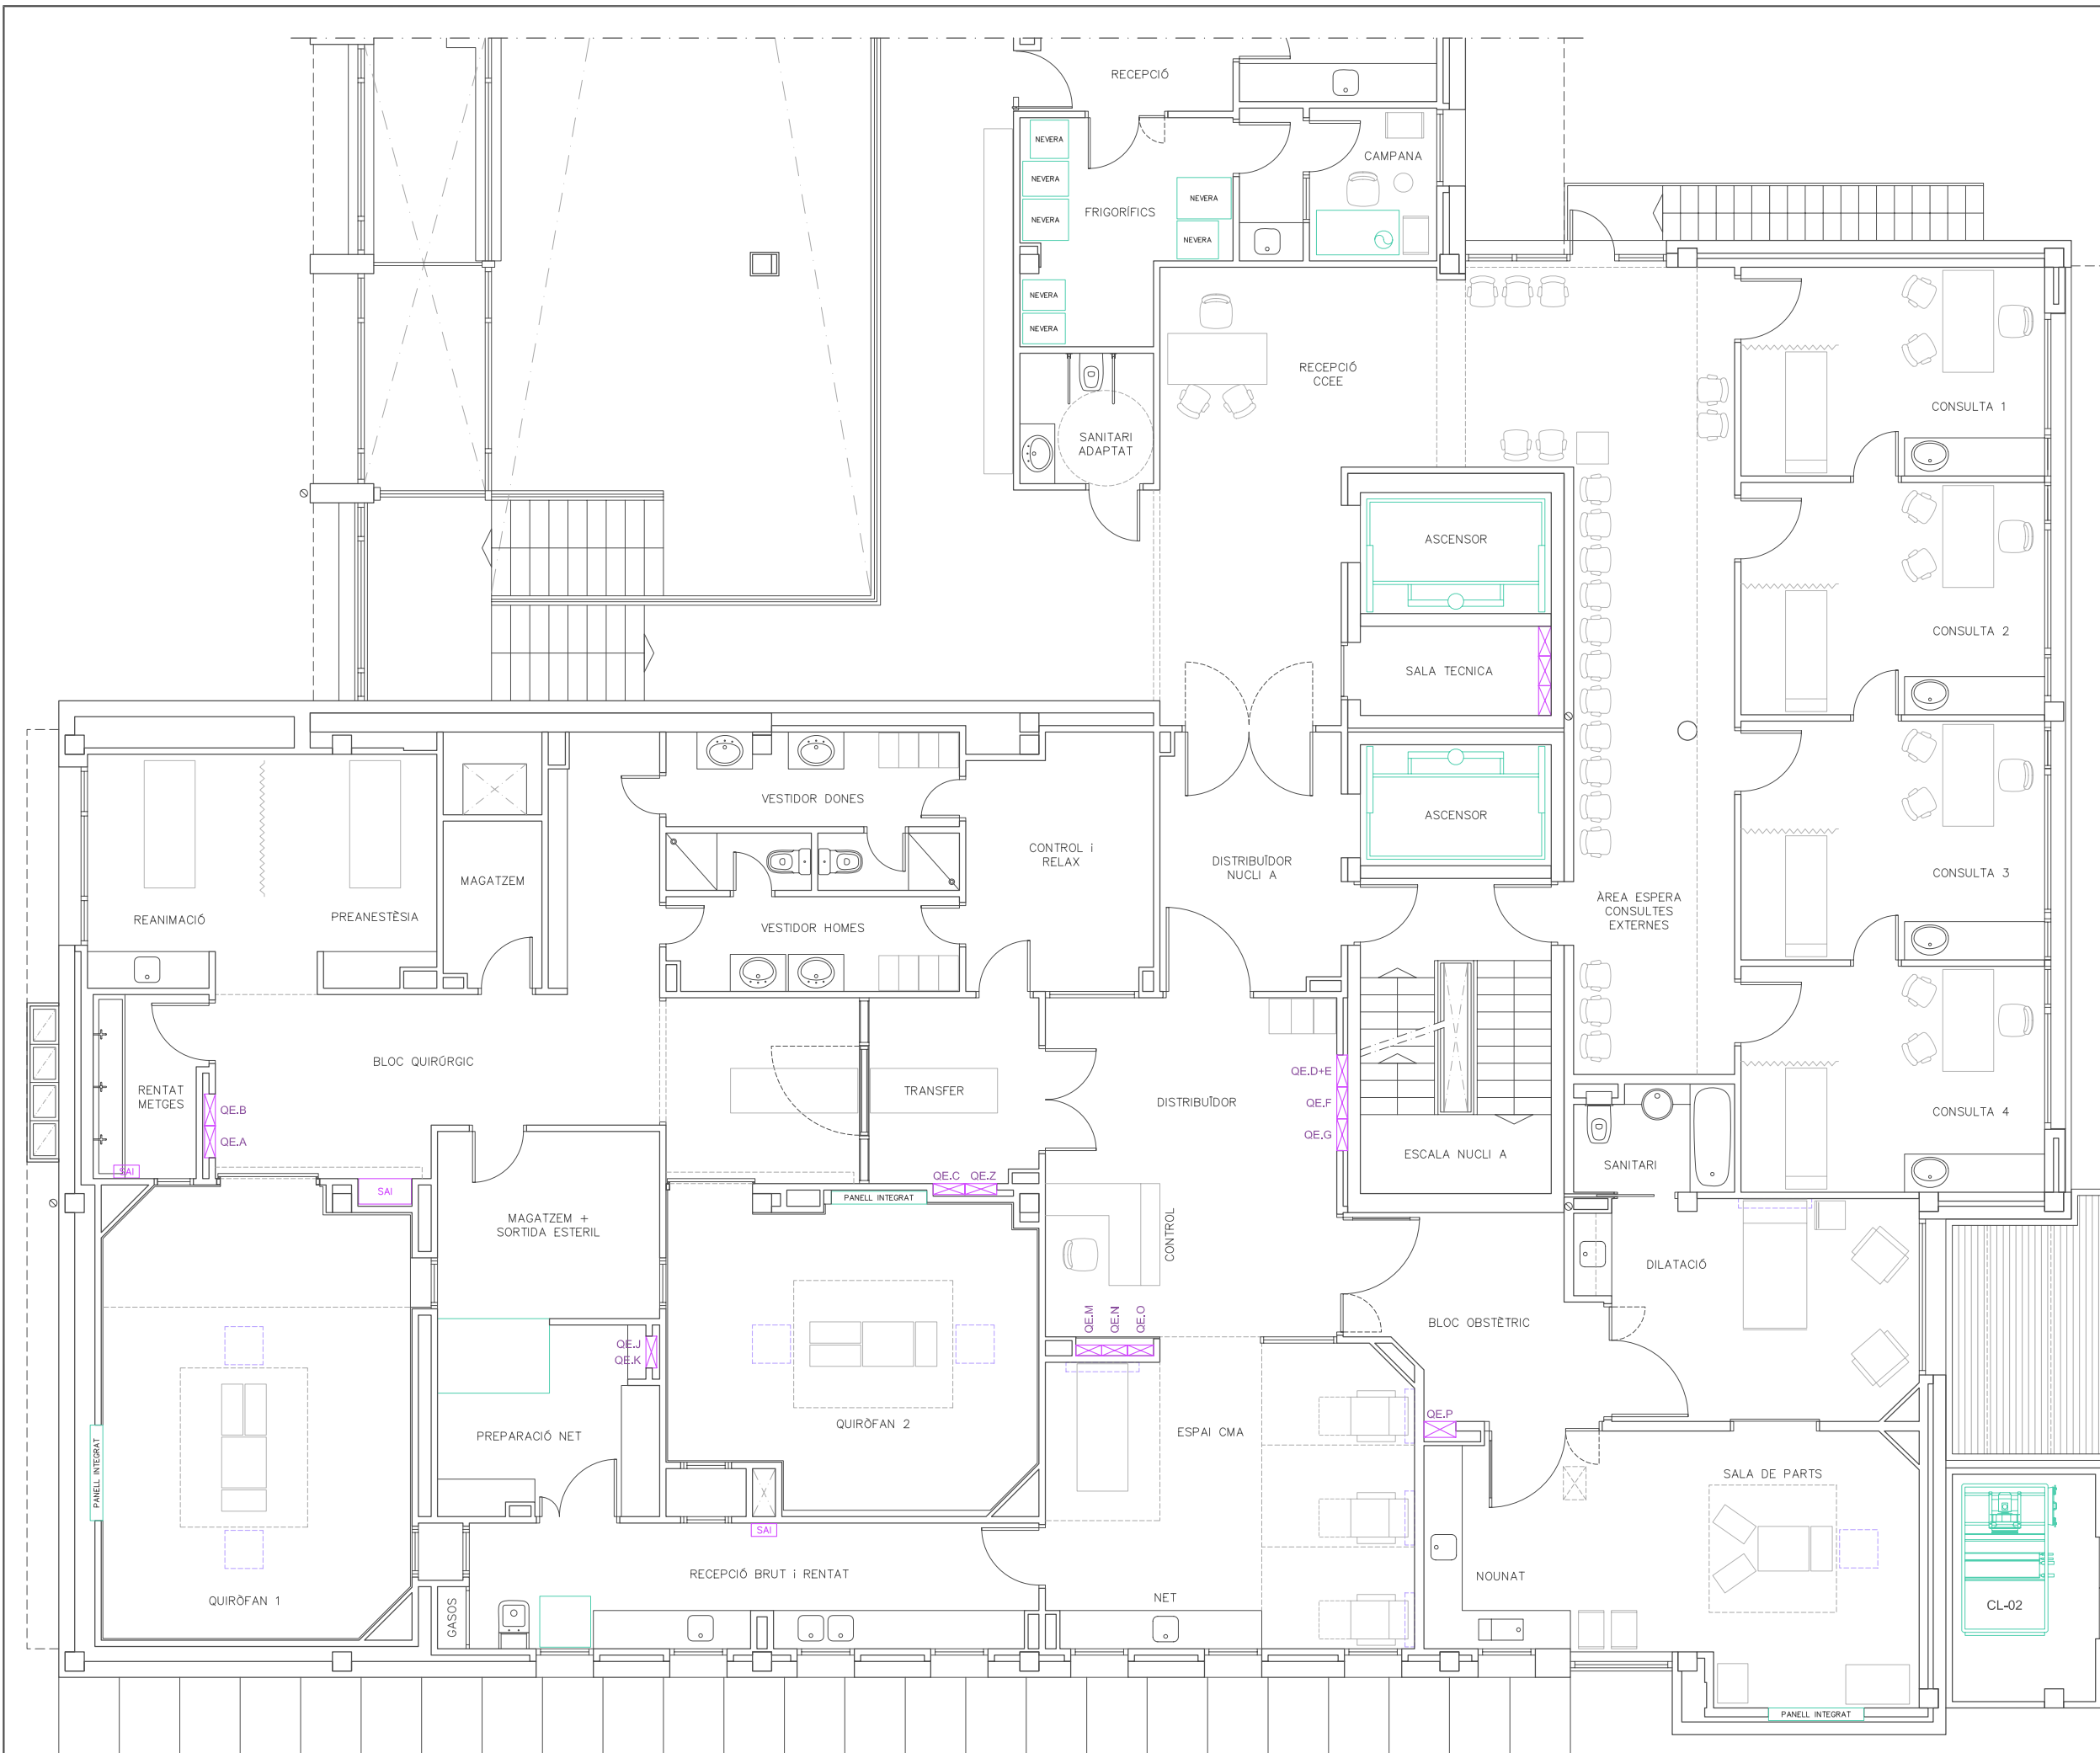 RECEPCIÓ
NEVERA
CAMPANA
NEVERA
NEVERA
FRIGORÍFICS
NEVERA
NEVERA
NEVERA
NEVERA
RECEPCIÓ
CCEE
CONSULTA 1
SANITARI
ADAPTAT
ASCENSOR
CONSULTA 2
SALA TECNICA
VESTIDOR DONES
ASCENSOR
CONTROL i
RELAX
DISTRIBUÏDOR
NUCLI A
MAGATZEM
CONSULTA 3
REANIMACIÓ
PREANESTÈSIA
VESTIDOR HOMES
ÀREA ESPERA
CONSULTES
EXTERNES
BLOC QUIRÚRGIC
QE.D+E
RENTAT
METGES
TRANSFER
DISTRIBUÏDOR
QE.F
QE.B
CONSULTA 4
QE.G
QE.A
ESCALA NUCLI A
SANITARI
SAI
SAI
QE.C
QE.Z
PANELL INTEGRAT
MAGATZEM +
SORTIDA ESTERIL
CONTROL
DILATACIÓ
QE.M
QE.N
QE.O
BLOC OBSTÈTRIC
QE.J
QE.K
QE.P
QUIRÒFAN 2
PREPARACIÓ NET
ESPAI CMA
PANELL INTEGRAT
SALA DE PARTS
SAI
RECEPCIÓ BRUT i RENTAT
NOUNAT
QUIRÒFAN 1
GASOS
NET
CL-02
PANELL INTEGRAT